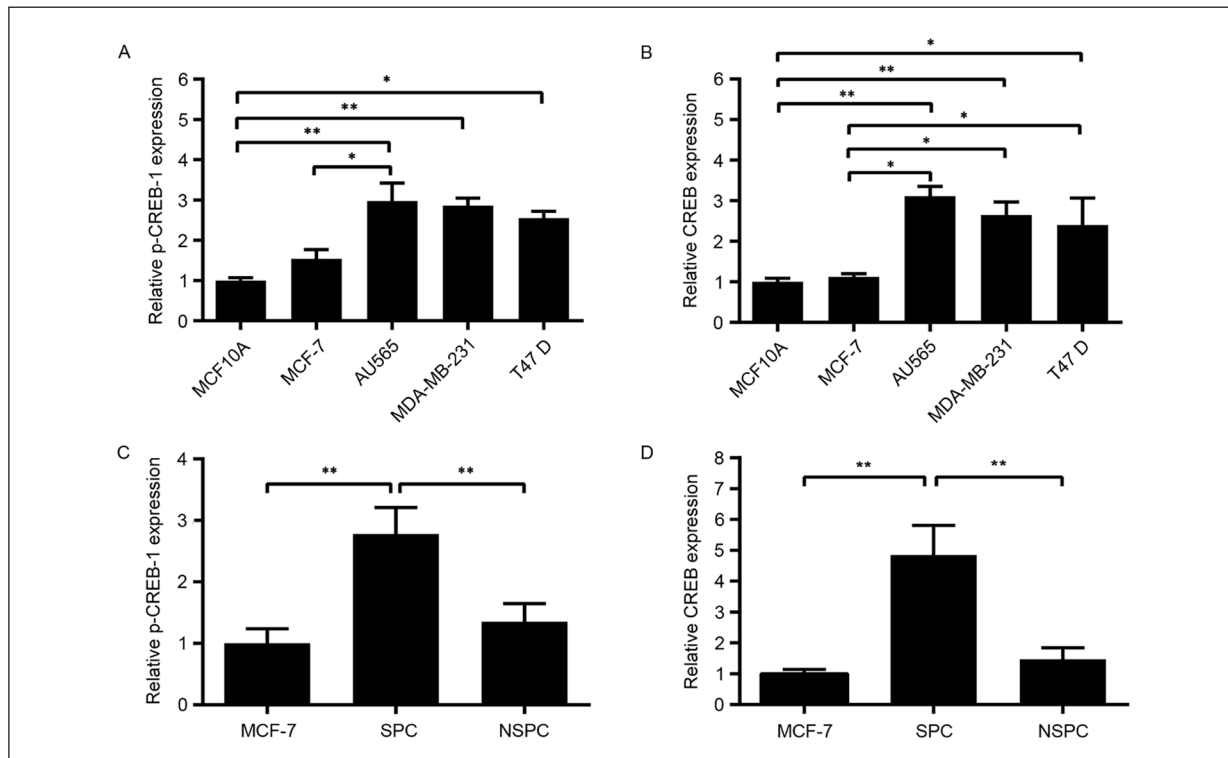 A
Relative p-CREB-1 expression
6
5
4
3
2
1
0
*
**
**
*
MCF10A
MCF-7
AU565
MDA-MB-231
T47 D
B
Relative CREB expression
6
5
4
3
2
1
0
*
**
**
*
*
*
MCF10A
MCF-7
AU565
MDA-MB-231
T47 D
C
Relative p-CREB-1 expression
4
3
2
1
0
**
**
MCF-7
SPC
NSPC
D
Relative CREB expression
8
7
6
5
4
3
2
1
0
**
**
MCF-7
SPC
NSPC